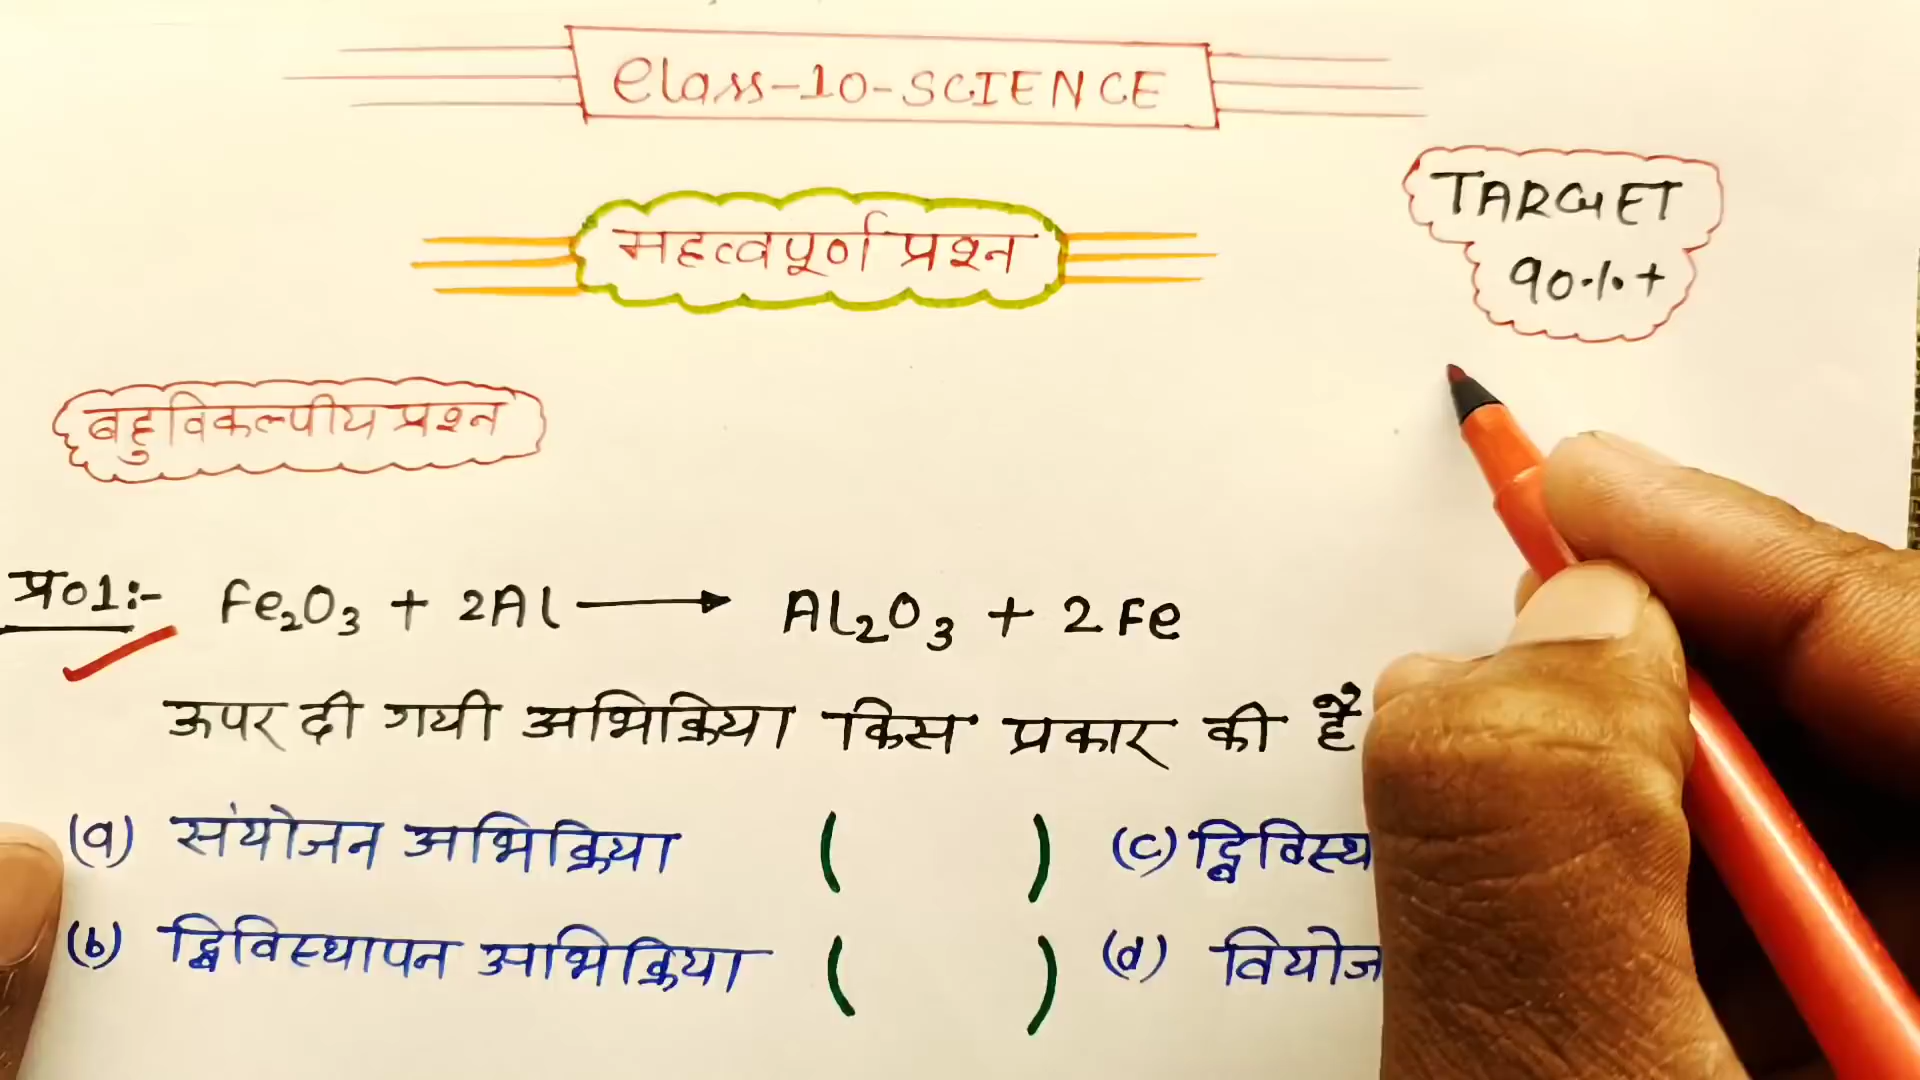 Class-10-SCIENCE
TARGET
90%+
महत्वपूर्ण प्रश्न
बहुविकल्पीय प्रश्न
प्र०1:- Fe₂O₃ + 2Al → Al₂O₃ + 2Fe
ऊपर दी गयी अभिक्रिया किस प्रकार की है
(a) संयोजन अभिक्रिया ( ) (c) द्विविस्थ
(b) द्विविस्थापन अभिक्रिया ( ) (d) वियोज